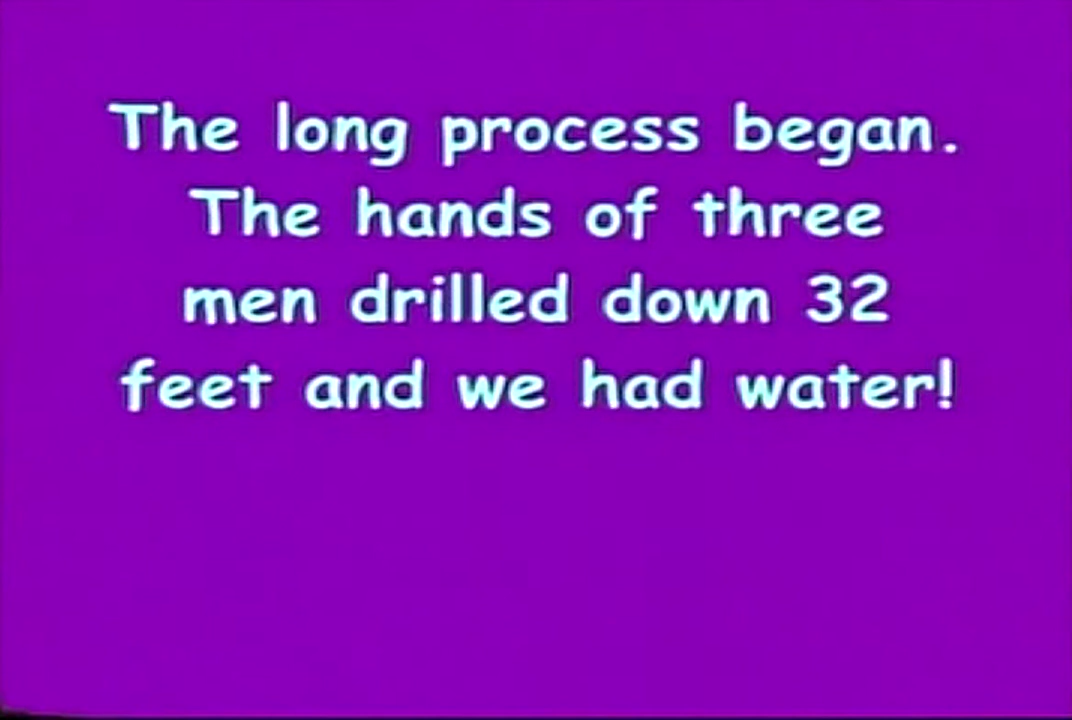 The long process began.
The hands of three
men drilled down 32
feet and we had water!